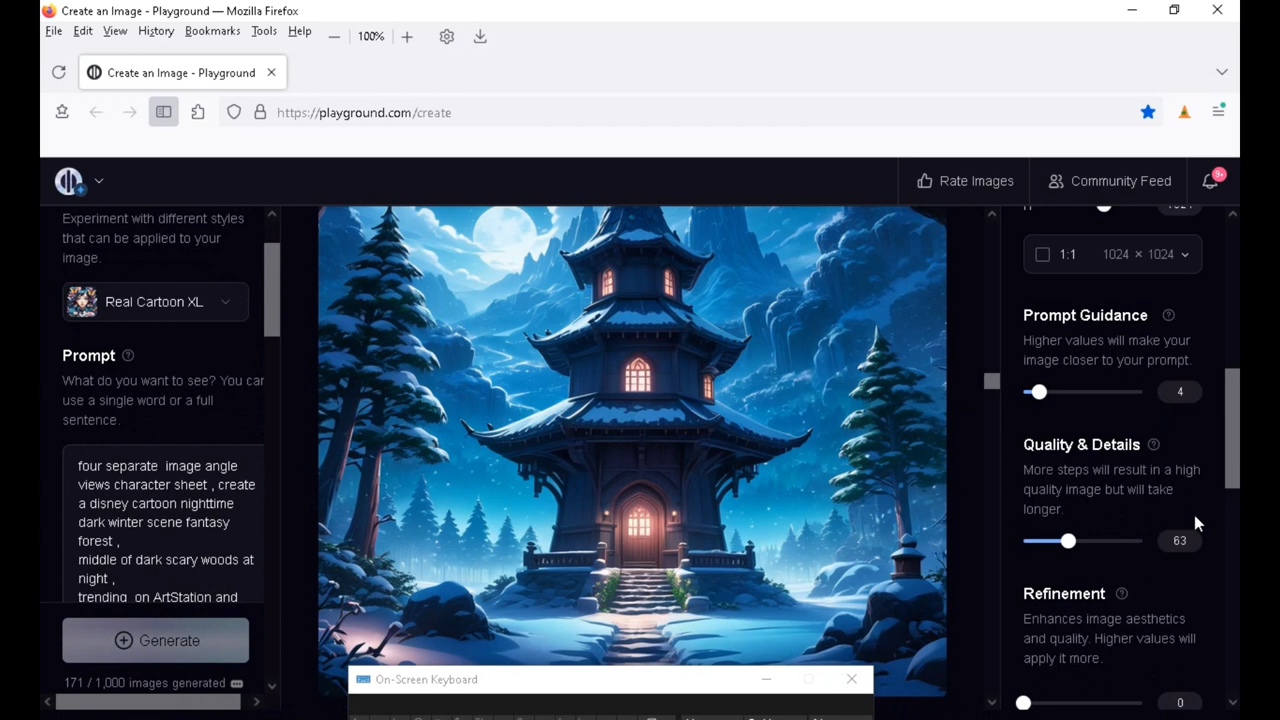 Create an Image - Playground — Mozilla Firefox
File Edit View History Bookmarks Tools Help
100%
Create an Image - Playground
https://playground.com/create
Rate Images
Community Feed
9+
Experiment with different styles
that can be applied to your
image.
Real Cartoon XL
Prompt
What do you want to see? You can
use a single word or a full
sentence.
four separate image angle
views character sheet , create
a disney cartoon nighttime
dark winter scene fantasy
forest ,
middle of dark scary woods at
night ,
trending on ArtStation and
Generate
171 / 1,000 images generated
1:1 1024 × 1024
Prompt Guidance
Higher values will make your
image closer to your prompt.
4
Quality & Details
More steps will result in a high
quality image but will take
longer.
63
Refinement
Enhances image aesthetics
and quality. Higher values will
apply it more.
0
On-Screen Keyboard